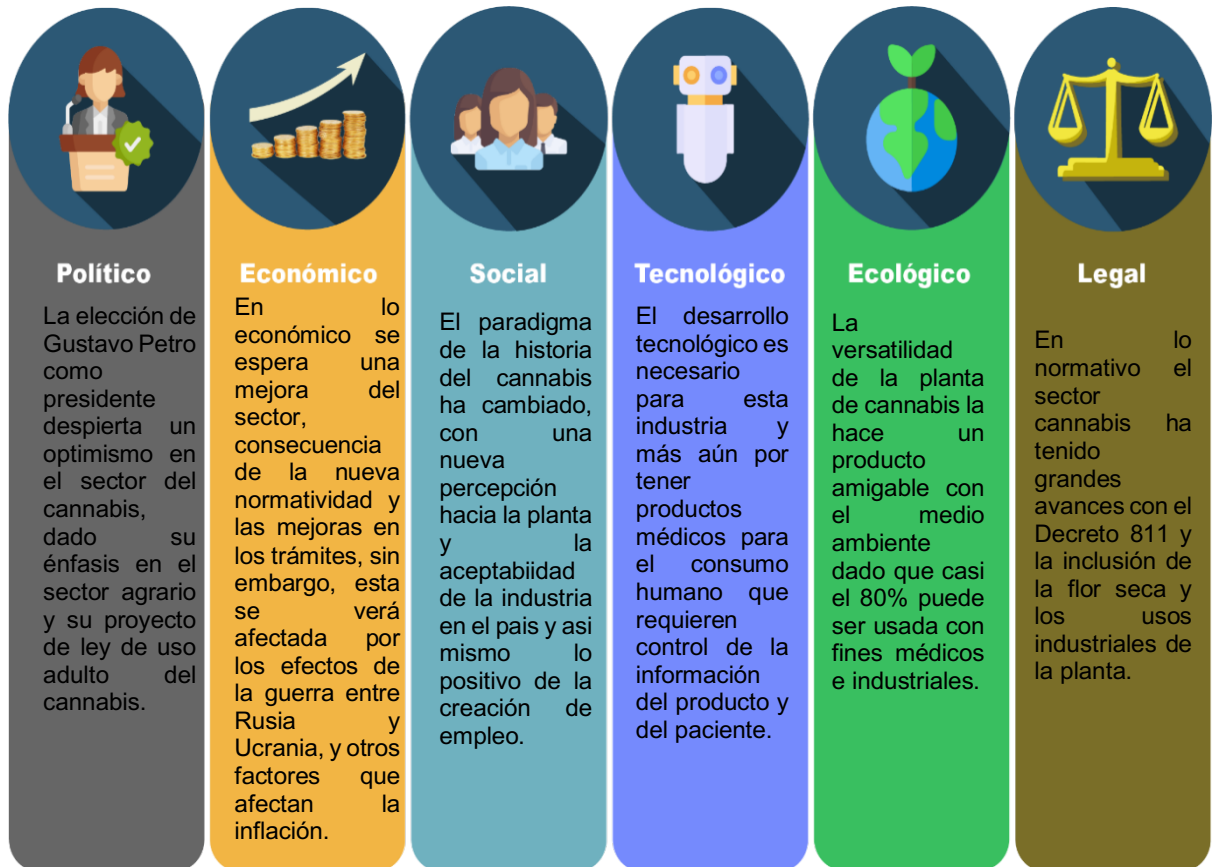 Político
La elección de
Gustavo Petro
como
presidente
despierta un
optimismo en
el sector del
cannabis,
dado su
énfasis en el
sector agrario
y su proyecto
de ley de uso
adulto del
cannabis.
Económico
En lo
económico se
espera una
mejora del
sector,
consecuencia
de la nueva
normatividad y
las mejoras en
los trámites, sin
embargo, esta
se verá
afectada por
los efectos de
la guerra entre
Rusia y
Ucrania, y otros
factores que
afectan la
inflación.
Social
El paradigma
de la historia
del cannabis
ha cambiado,
con una
nueva
percepción
hacia la planta
y la
aceptabiidad
de la industria
en el pais y asi
mismo lo
positivo de la
creación de
empleo.
Tecnológico
El desarrollo
tecnológico es
necesario
para esta
industria y
más aún por
tener
productos
médicos para
el consumo
humano que
requieren
control de la
información
del producto y
del paciente.
Ecológico
La
versatilidad
de la planta
de cannabis la
hace un
producto
amigable con
el medio
ambiente
dado que casi
el 80% puede
ser usada con
fines médicos
e industriales.
Legal
En lo
normativo el
sector
cannabis ha
tenido
grandes
avances con el
Decreto 811 y
la inclusión de
la flor seca y
los usos
industriales de
la planta.